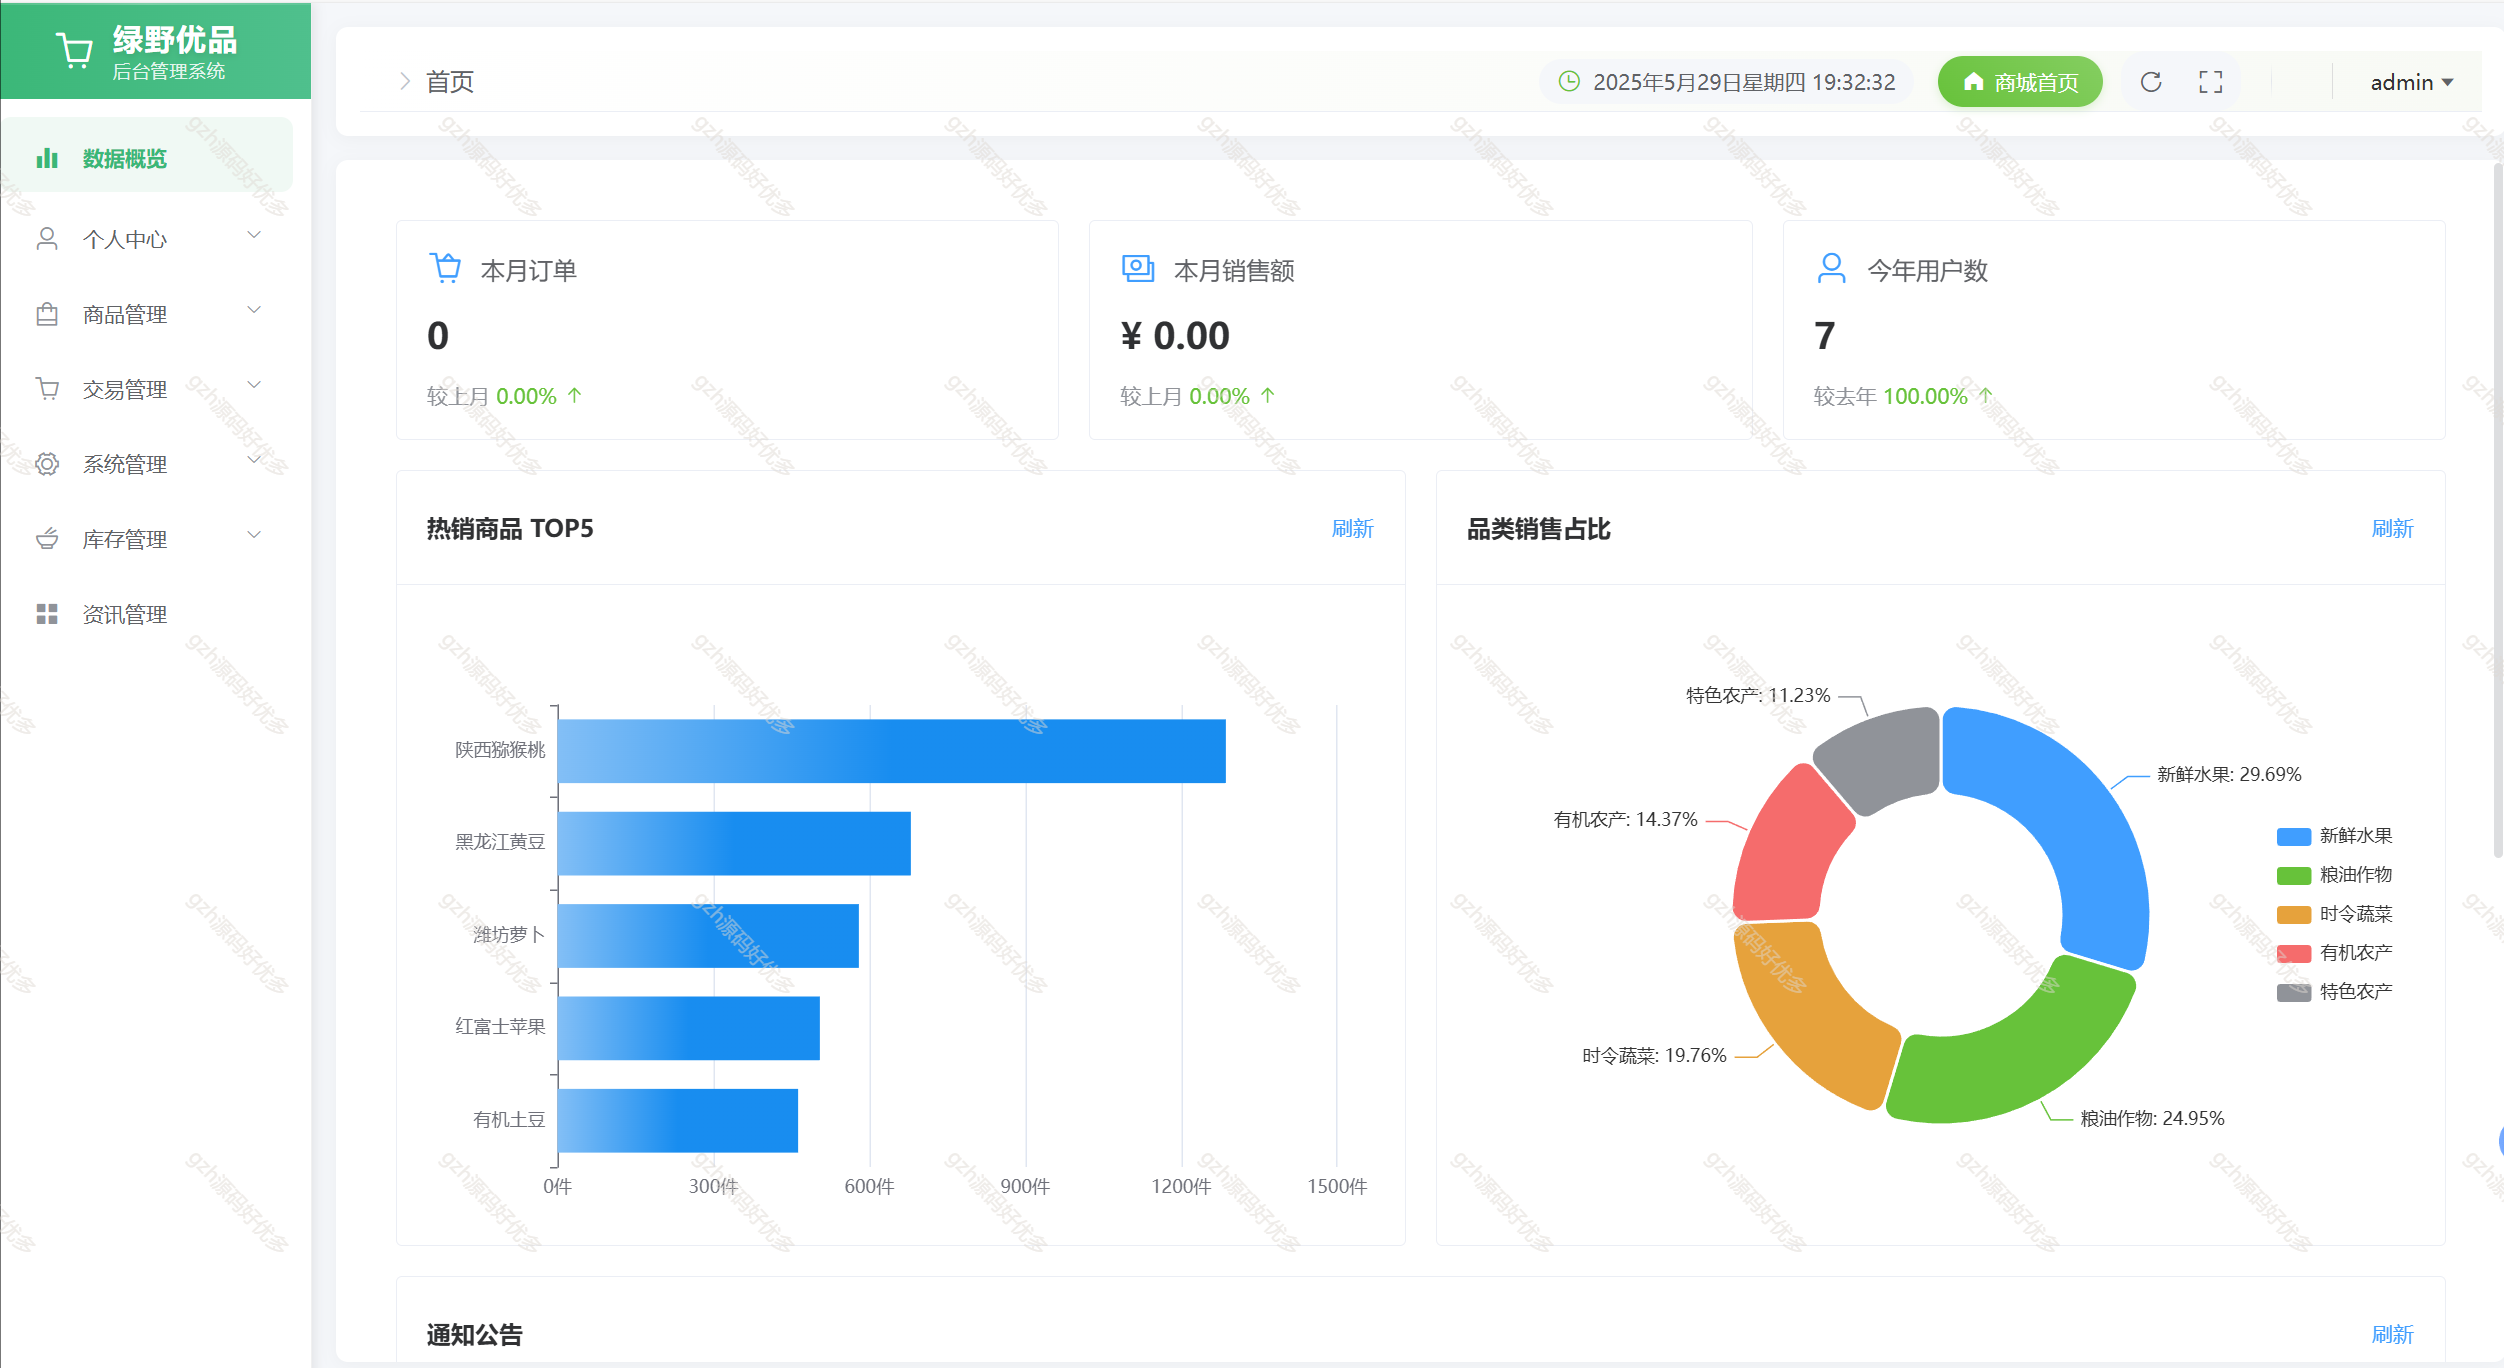 绿野优品
后台管理系统
首页
2025年5月29日星期四 19:32:32
商城首页
admin
数据概览
个人中心
商品管理
交易管理
系统管理
库存管理
资讯管理
本月订单
0
较上月 0.00% ↑
本月销售额
¥ 0.00
较上月 0.00% ↑
今年用户数
7
较去年 100.00% ↑
热销商品 TOP5
刷新
陕西猕猴桃
黑龙江黄豆
潍坊萝卜
红富士苹果
有机土豆
0件 300件 600件 900件 1200件 1500件
品类销售占比
刷新
特色农产: 11.23%
新鲜水果: 29.69%
有机农产: 14.37%
时令蔬菜: 19.76%
粮油作物: 24.95%
新鲜水果
粮油作物
时令蔬菜
有机农产
特色农产
通知公告
刷新
gzh源码好优多